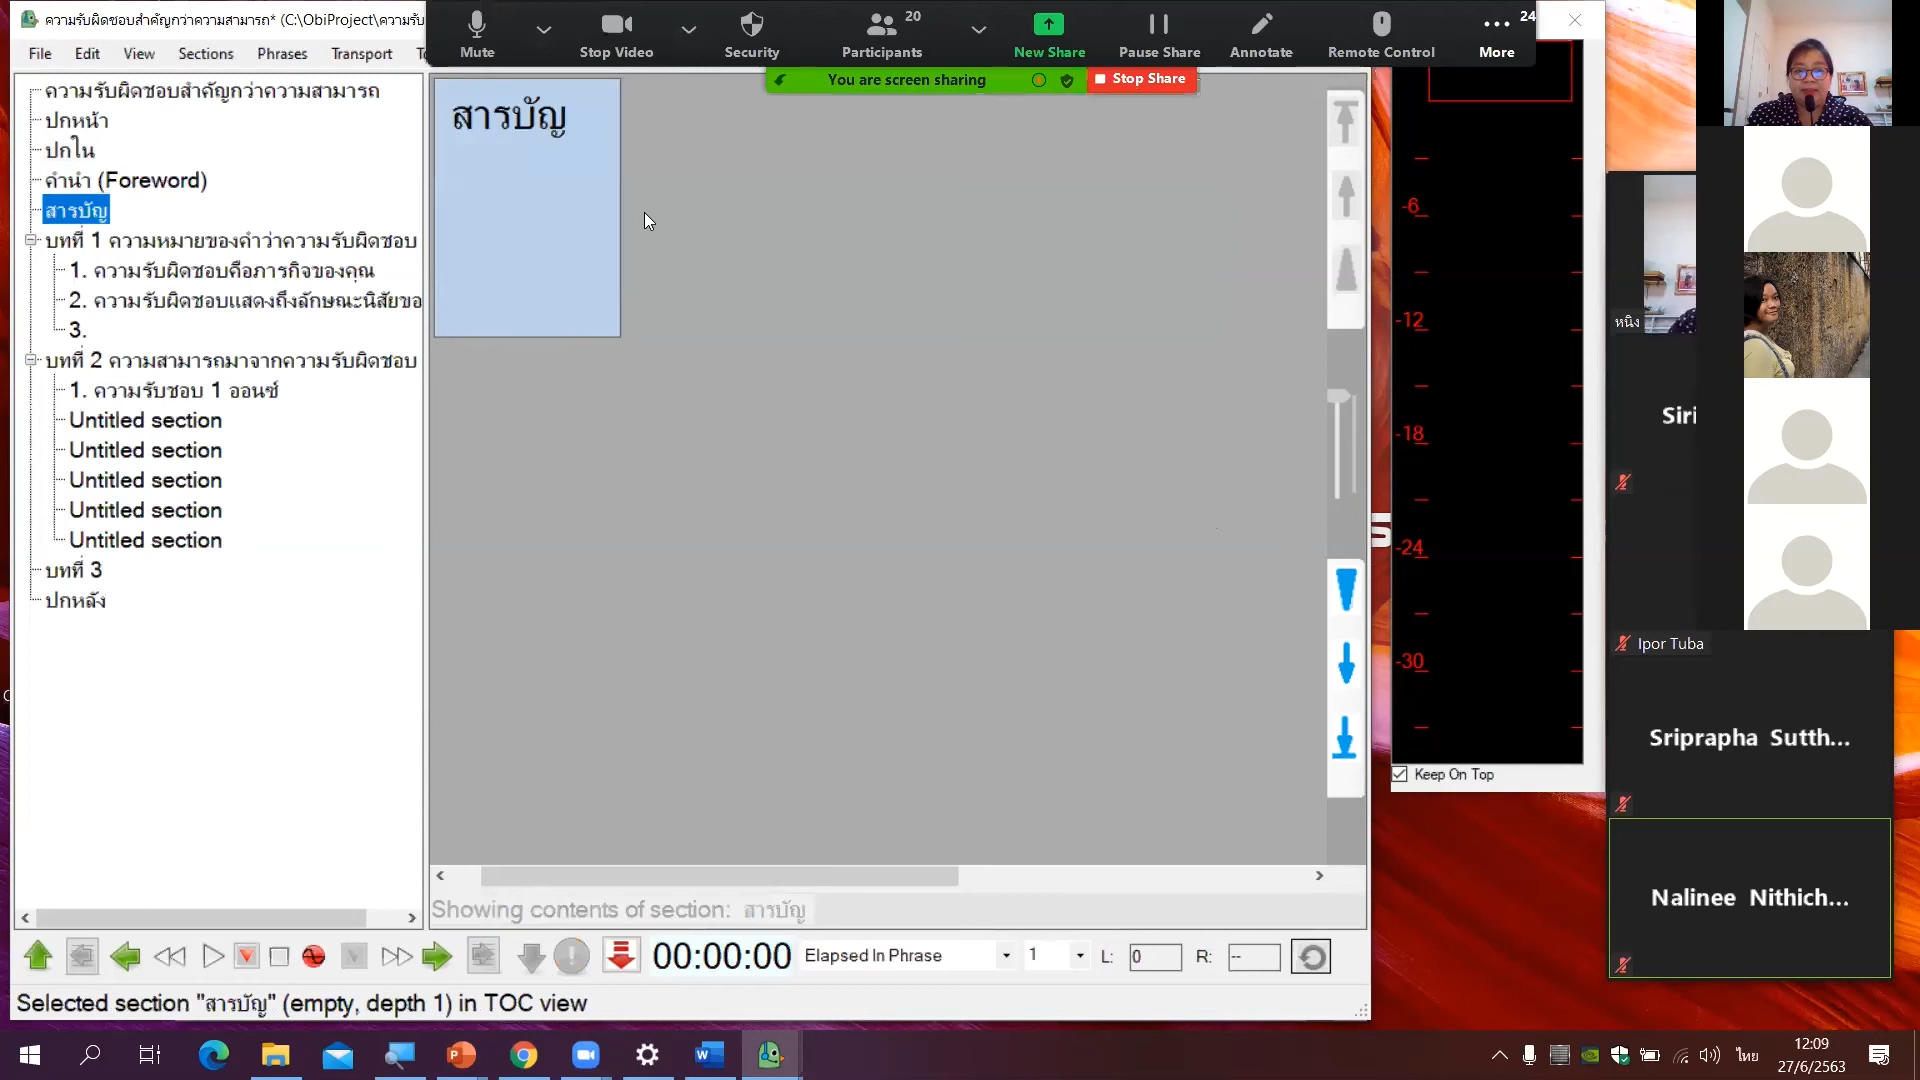 ความรับผิดชอบสำคัญกว่าความสามารถ* (C:\ObiProject\ความรับ
Mute
Stop Video
Security
Participants
20
New Share
Pause Share
Annotate
Remote Control
More
24
File Edit View Sections Phrases Transport
You are screen sharing
Stop Share
ความรับผิดชอบสำคัญกว่าความสามารถ
ปกหน้า
ปกใน
คำนำ (Foreword)
สารบัญ
บทที่ 1 ความหมายของคำว่าความรับผิดชอบ
1. ความรับผิดชอบคือภารกิจของคุณ
2. ความรับผิดชอบแสดงถึงลักษณะนิสัยขอ
3.
บทที่ 2 ความสามารถมาจากความรับผิดชอบ
1. ความรับชอบ 1 ออนซ์
Untitled section
Untitled section
Untitled section
Untitled section
Untitled section
บทที่ 3
ปกหลัง
สารบัญ
-6
-12
-18
-24
-30
Keep On Top
หนิง
Siri
Ipor Tuba
Sriprapha Sutth...
Nalinee Nithich...
Showing contents of section: สารบัญ
00:00:00
Elapsed In Phrase
1
L: 0
R: --
Selected section "สารบัญ" (empty, depth 1) in TOC view
ไทย
12:09
27/6/2563